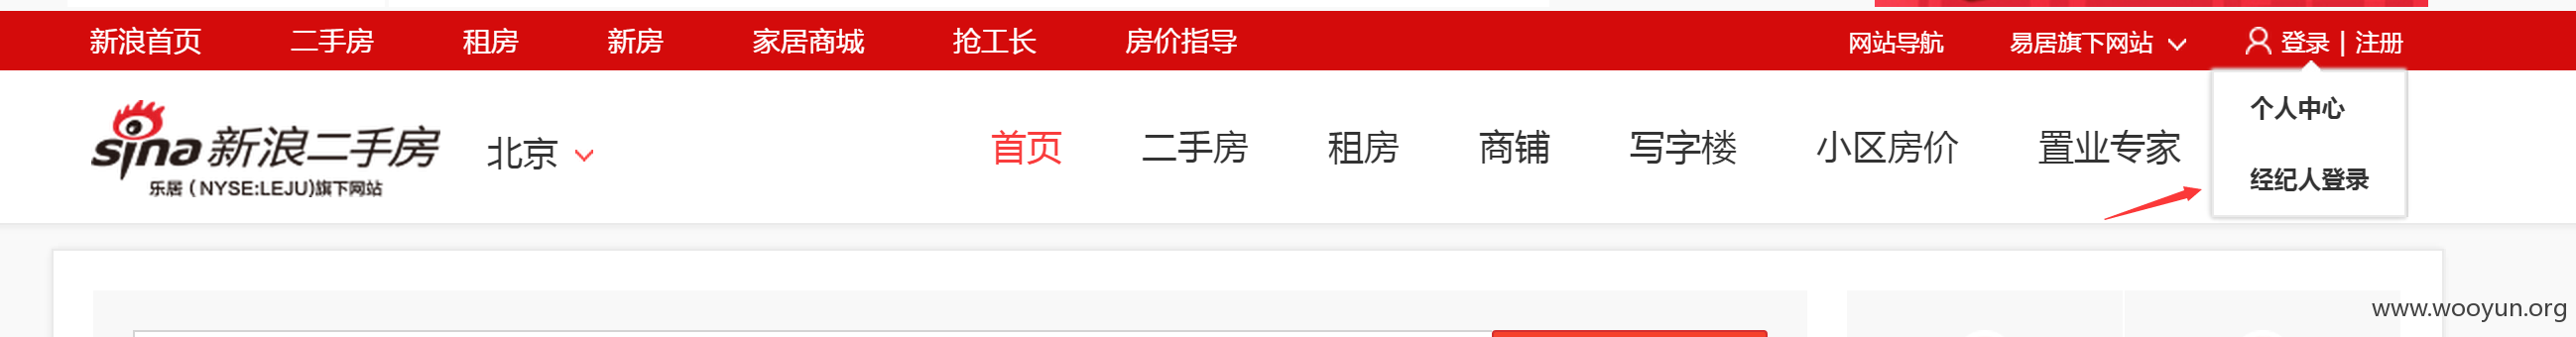 新浪首页 二手房 租房 新房 家居商城 抢工长 房价指导 网站导航 易居旗下网站 登录 | 注册
个人中心
经纪人登录
sina 新浪二手房
乐居(NYSE:LEJU)旗下网站
北京
首页 二手房 租房 商铺 写字楼 小区房价 置业专家
www.wooyun.org